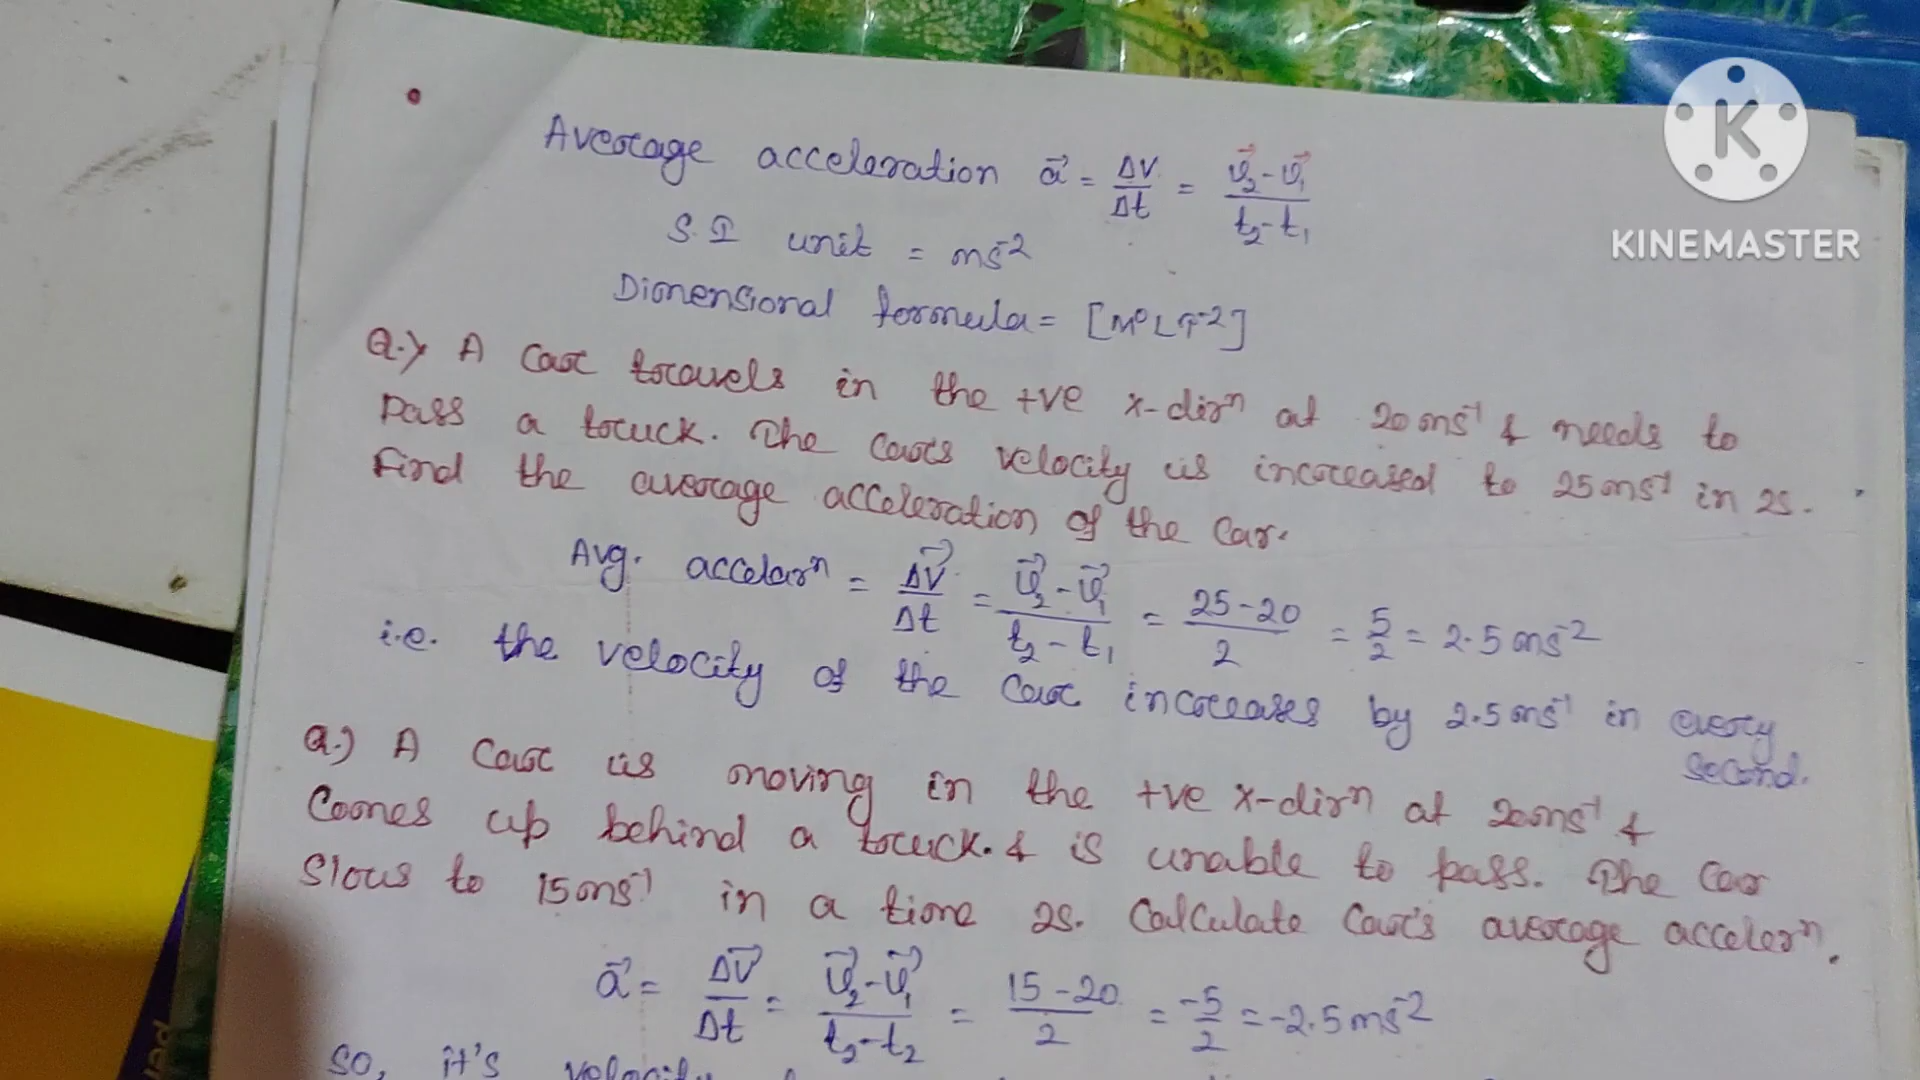 Average acceleration a⃗ = ΔV/Δt = (v⃗₂ - v⃗₁)/(t₂ - t₁)
S.I unit = ms⁻²
Dimensional formula = [M⁰LT⁻²]
Q.) A Car travels in the +ve x-dirⁿ at 20ms⁻¹ & needs to
pass a truck. The car's velocity is increased to 25ms⁻¹ in 2s.
Find the average acceleration of the car.
Avg. accelarⁿ = ΔV⃗/Δt = (v⃗₂ - v⃗₁)/(t₂ - t₁) = (25-20)/2 = 5/2 = 2.5ms⁻²
i.e. the velocity of the car increases by 2.5ms⁻¹ in every
second.
Q.) A car is moving in the +ve x-dirⁿ at 20ms⁻¹ &
Comes up behind a truck. & is unable to pass. The Car
Slows to 15ms⁻¹ in a time 2s. Calculate Car's average accelerⁿ.
a⃗ = ΔV⃗/Δt = (v⃗₂ - v⃗₁)/(t₂ - t₂) = (15-20)/2 = -5/2 = -2.5ms⁻²
So, it's velocity
KINEMASTER